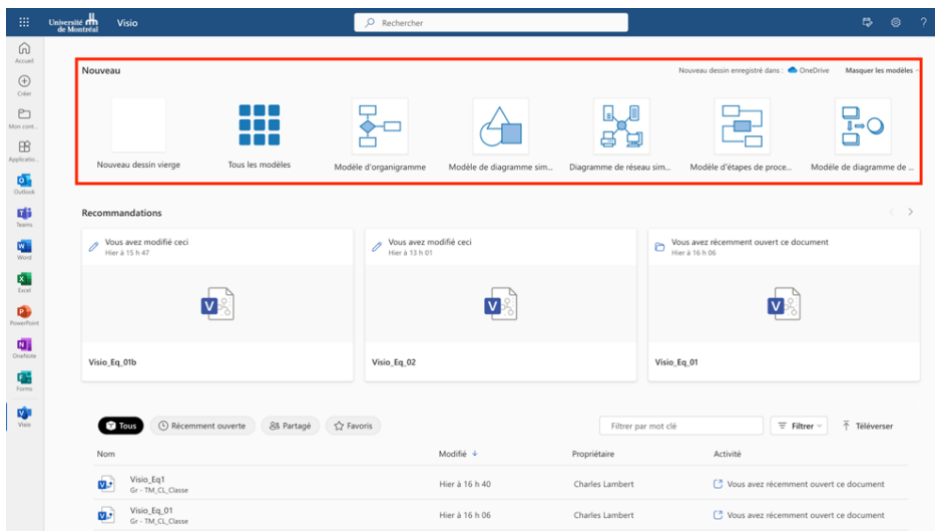 Université de Montréal
Visio
Rechercher
Accueil
Créer
Mon cont...
Applicatio...
Outlook
Teams
Word
Excel
PowerPoint
OneNote
Forms
Visio
Nouveau
Nouveau dessin enregistré dans : OneDrive
Masquer les modèles
Nouveau dessin vierge
Tous les modèles
Modèle d'organigramme
Modèle de diagramme sim...
Diagramme de réseau sim...
Modèle d'étapes de proce...
Modèle de diagramme de ...
Recommandations
Vous avez modifié ceci
Hier à 15 h 47
Visio_Eq_01b
Vous avez modifié ceci
Hier à 13 h 01
Visio_Eq_02
Vous avez récemment ouvert ce document
Hier à 16 h 06
Visio_Eq_01
Tous
Récemment ouverte
Partagé
Favoris
Filtrer par mot clé
Filtrer
Téléverser
Nom
Modifié
Propriétaire
Activité
Visio_Eq1
Gr - TM_CL_Classe
Hier à 16 h 40
Charles Lambert
Vous avez récemment ouvert ce document
Visio_Eq_01
Gr - TM_CL_Classe
Hier à 16 h 06
Charles Lambert
Vous avez récemment ouvert ce document